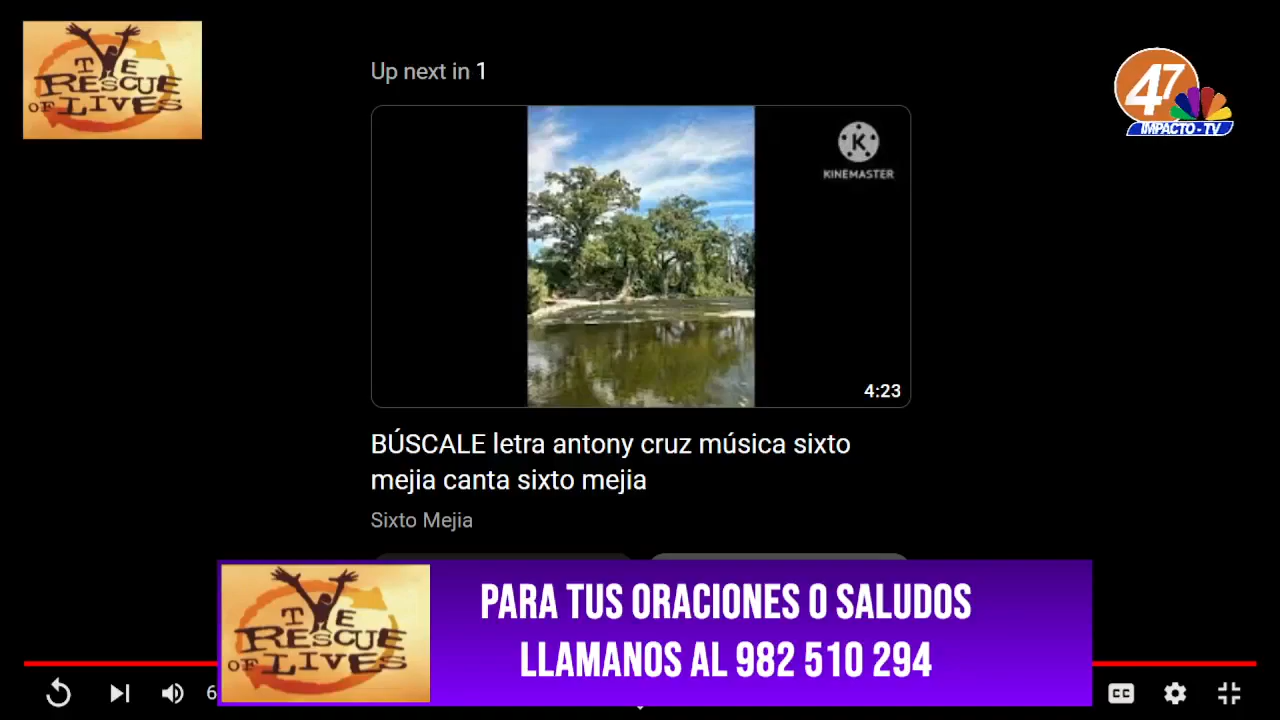 THE
RESCUE
OF LIVES
Up next in 1
47
IMPACTO - TV
K
KINEMASTER
4:23
BÚSCALE letra antony cruz música sixto
mejia canta sixto mejia
Sixto Mejia
THE
RESCUE
OF LIVES
PARA TUS ORACIONES O SALUDOS
LLAMANOS AL 982 510 294
6
CC